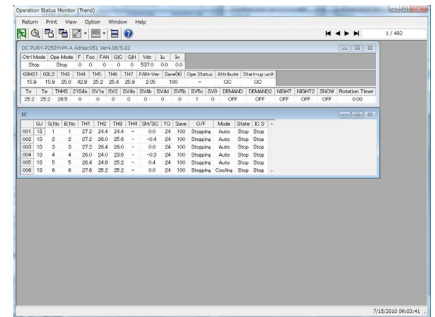 Operation Status Monitor (Trend)
Return Print View Option Window Help
1 / 492
OC PURY-P250YHM-A Adress:051 Ver4.06/5.02
Ctrl Mode Ope Mode F Foc FAN QjC QjH Vdc Iu Iv
Stop Stop 0 0 0 0 0 537.0 0.0 0.0
63HS1 63LS TH3 TH4 TH5 TH6 TH7 FAN-Ver Save(%) Ope Status Attribute Start-up unit
15.9 15.9 25.0 42.8 25.2 25.4 25.9 2.05 100 - OC OC
Tc Te THHS 21S4a SV1a SV2 SV4a SV4b SV4d SV5b SV5c SV9 DEMAND DEMAND2 NIGHT NIGHT2 SNOW Rotation Timer
25.2 25.2 26.5 0 0 0 0 0 0 0 1 0 OFF OFF OFF OFF OFF 0:00
IC
QJ G.No B.No TH1 TH2 TH3 TH4 SH/SC TO Save O/F Mode State IC S
001 13 1 1 27.2 24.4 24.4 - 0.0 24 100 Stopping Auto Stop Stop
002 13 2 2 27.2 26.0 25.6 - -0.4 24 100 Stopping Auto Stop Stop
003 13 3 3 27.2 26.4 26.0 - 0.0 24 100 Stopping Auto Stop Stop
004 13 4 4 26.0 24.0 23.6 - -0.3 24 100 Stopping Auto Stop Stop
005 13 5 5 26.4 24.8 25.2 - 0.4 24 100 Stopping Auto Stop Stop
006 13 6 6 27.6 25.2 25.2 - 0.0 24 100 Stopping Cooling Stop Stop
7/15/2010 09:03:41